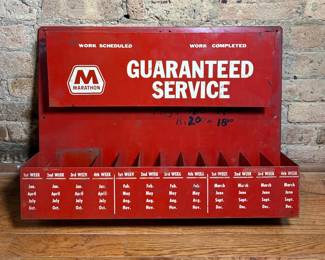 WORK SCHEDULED WORK COMPLETED
M
MARATHON
GUARANTEED
SERVICE
20 - 18
1st WEEK 2nd WEEK 3rd WEEK 4th WEEK 1st WEEK 2nd WEEK 3rd WEEK 4th WEEK 1st WEEK 2nd WEEK 3rd WEEK 4th WEEK
Jan. Jan. Jan. Jan. Feb. Feb. Feb. Feb. March March March March
April April April April May May May May June June June June
July July July July Aug. Aug. Aug. Aug. Sept. Sept. Sept. Sept.
Oct. Oct. Oct. Oct. Nov. Nov. Nov. Nov. Dec. Dec. Dec. Dec.